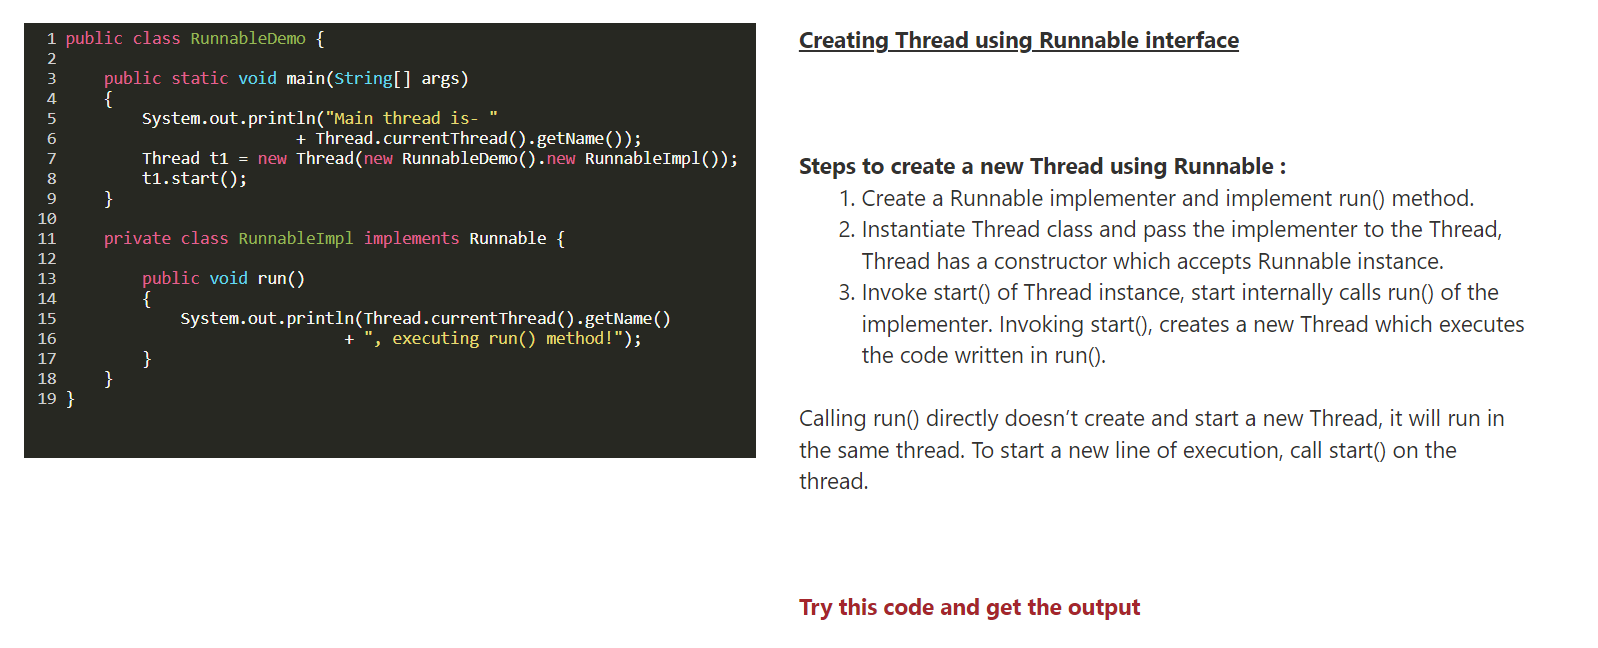 1 public class RunnableDemo {
2
3     public static void main(String[] args)
4     {
5         System.out.println("Main thread is- "
6                         + Thread.currentThread().getName());
7         Thread t1 = new Thread(new RunnableDemo().new RunnableImpl());
8         t1.start();
9     }
10
11     private class RunnableImpl implements Runnable {
12
13         public void run()
14         {
15             System.out.println(Thread.currentThread().getName()
16                              + ", executing run() method!");
17         }
18     }
19 }
Creating Thread using Runnable interface
Steps to create a new Thread using Runnable :
1. Create a Runnable implementer and implement run() method.
2. Instantiate Thread class and pass the implementer to the Thread,
Thread has a constructor which accepts Runnable instance.
3. Invoke start() of Thread instance, start internally calls run() of the
implementer. Invoking start(), creates a new Thread which executes
the code written in run().
Calling run() directly doesn’t create and start a new Thread, it will run in
the same thread. To start a new line of execution, call start() on the
thread.
Try this code and get the output